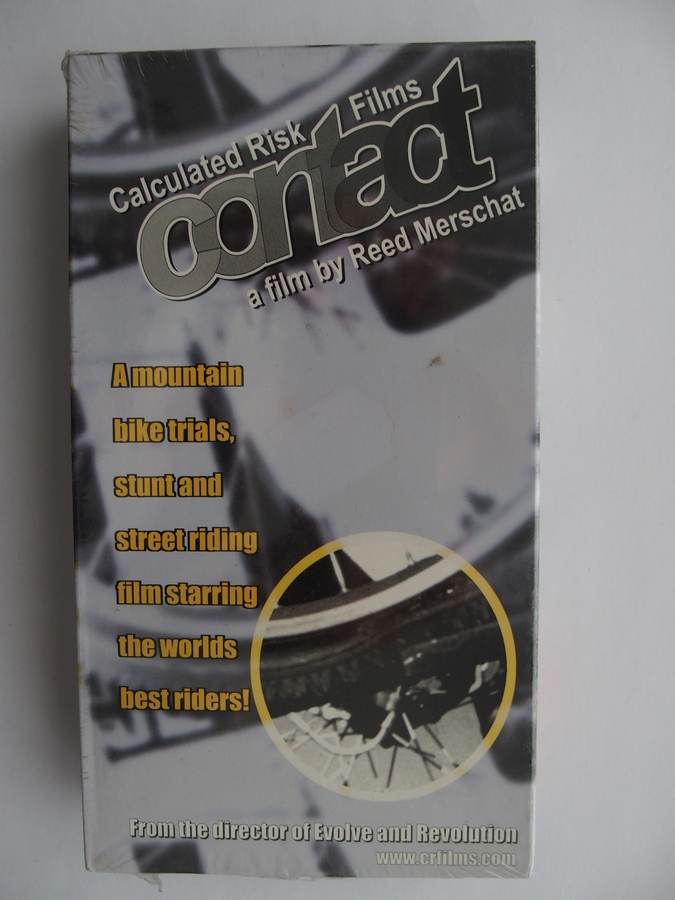 Calculated Risk Films
contact
a film by Reed Merschat
A mountain
bike trials,
stunt and
street riding
film starring
the worlds
best riders!
From the director of Evolve and Revolution
www.crfilms.com